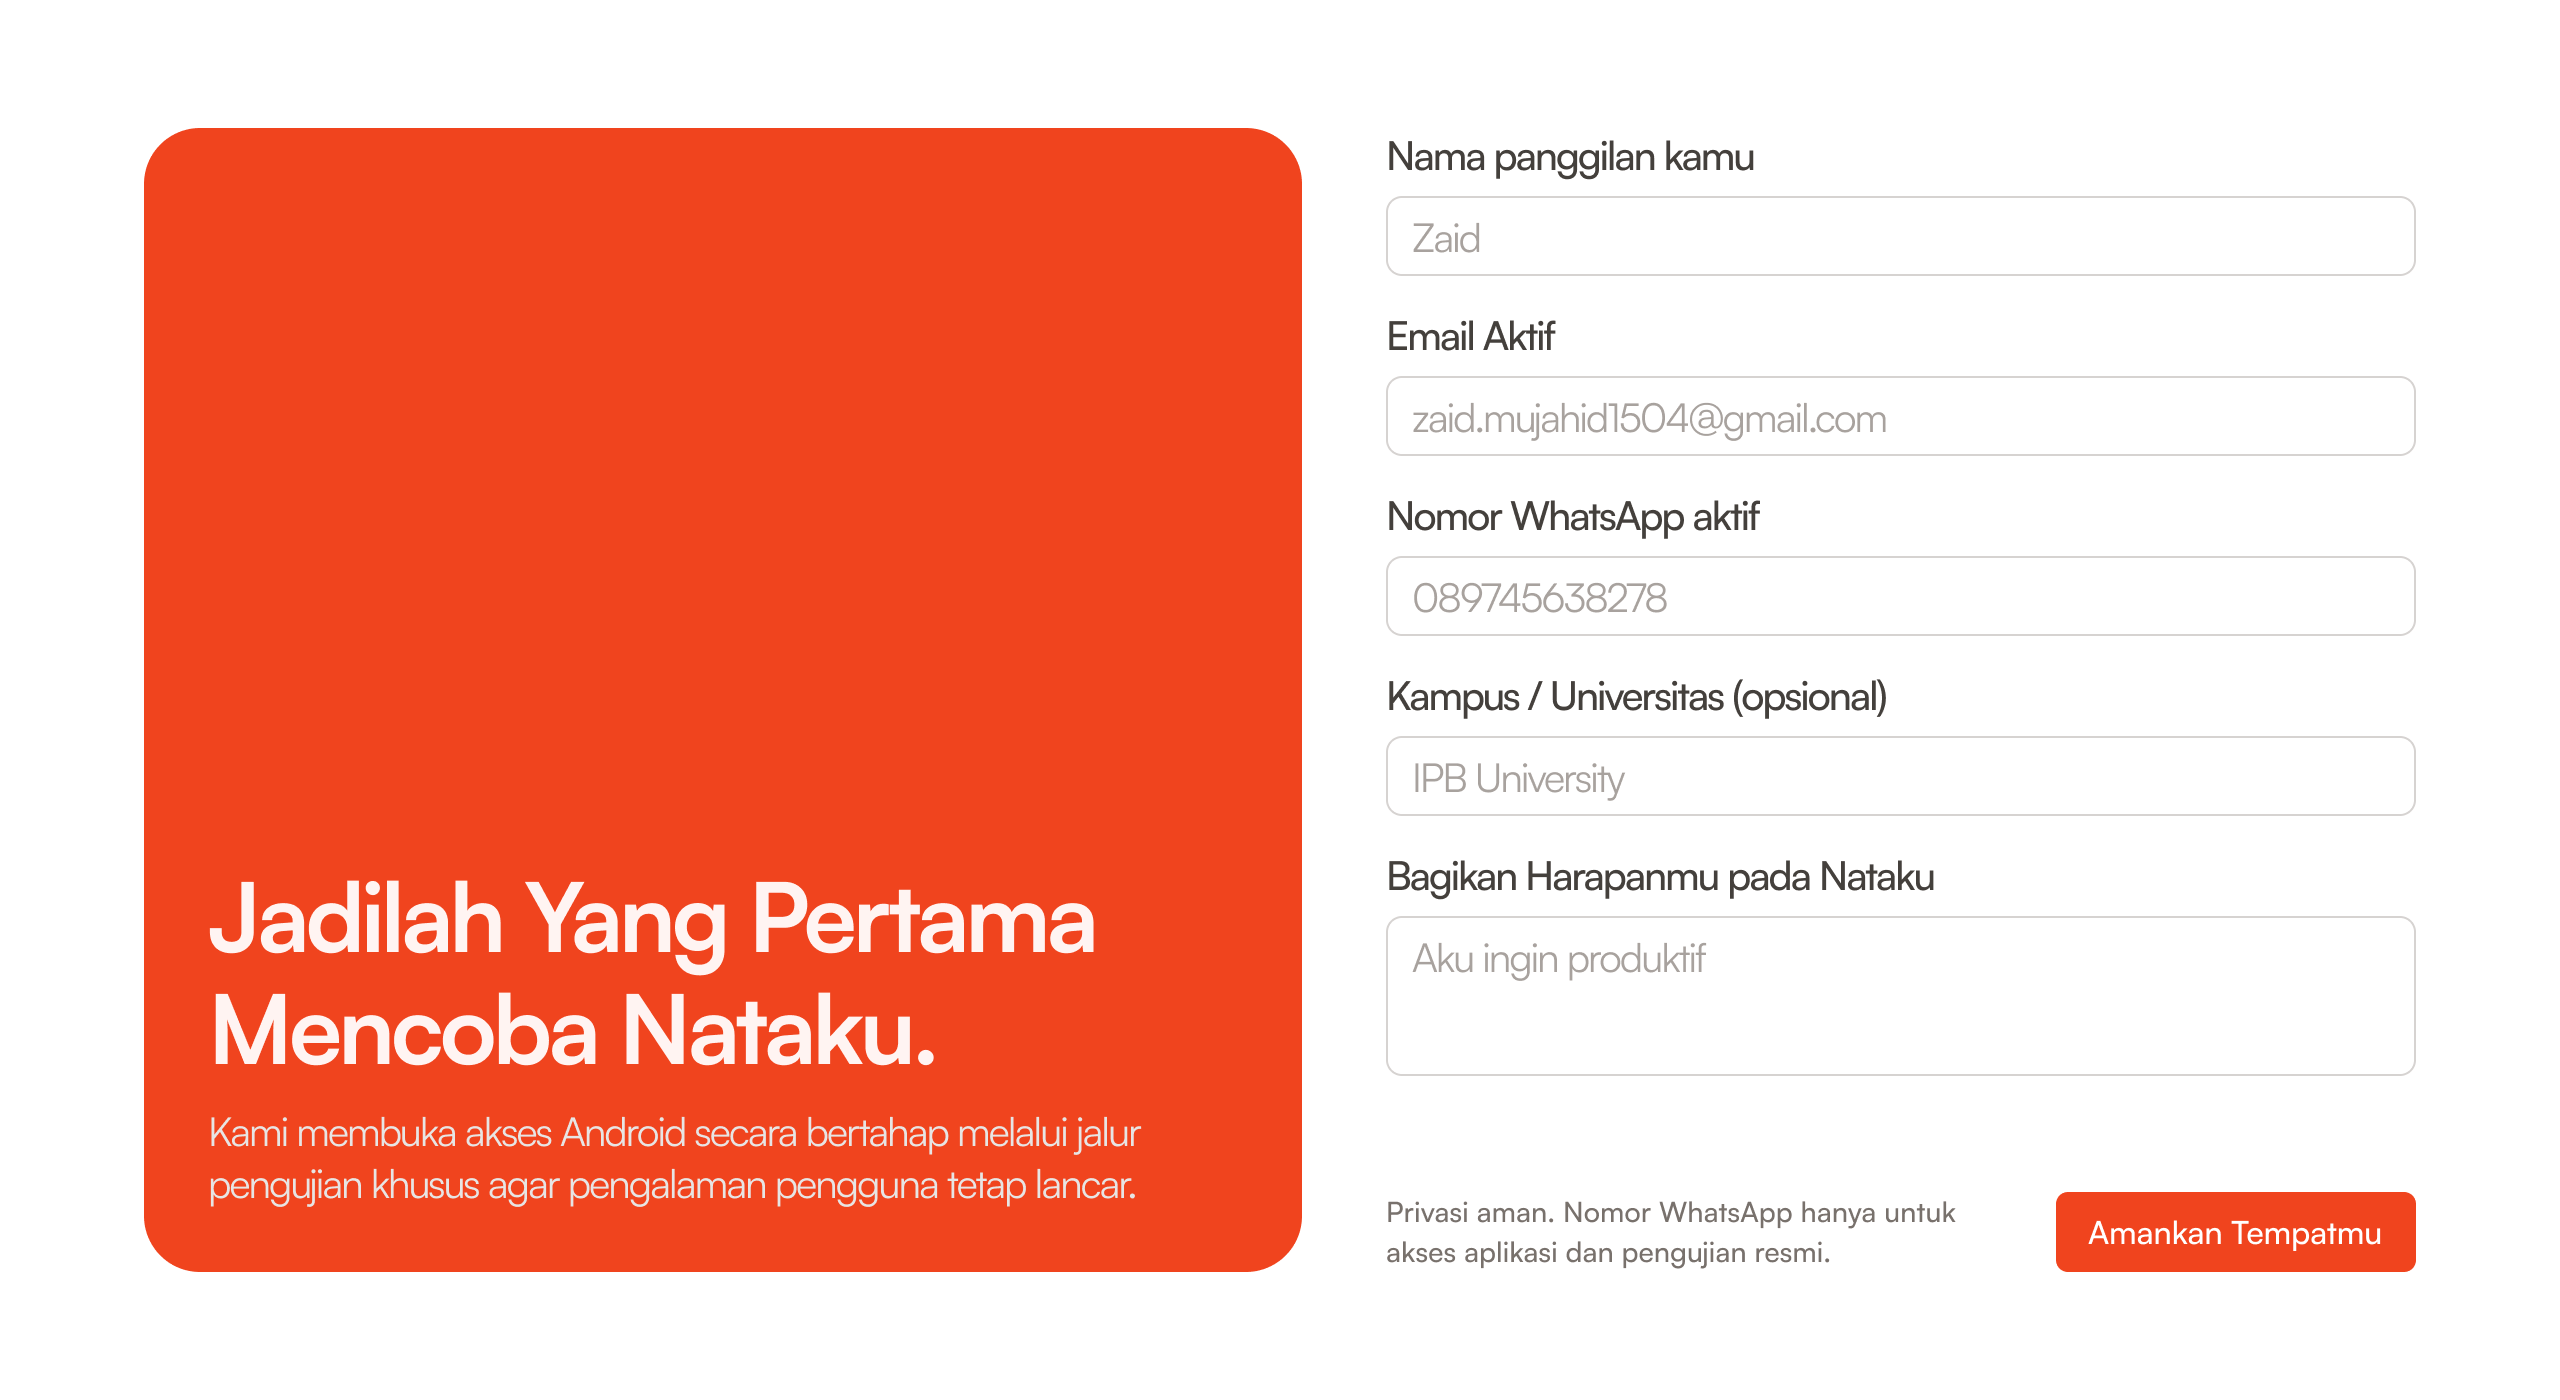 Jadilah Yang Pertama
Mencoba Nataku.
Kami membuka akses Android secara bertahap melalui jalur
pengujian khusus agar pengalaman pengguna tetap lancar.
Nama panggilan kamu
Zaid
Email Aktif
zaid.mujahid1504@gmail.com
Nomor WhatsApp aktif
089745638278
Kampus / Universitas (opsional)
IPB University
Bagikan Harapanmu pada Nataku
Aku ingin produktif
Privasi aman. Nomor WhatsApp hanya untuk
akses aplikasi dan pengujian resmi.
Amankan Tempatmu